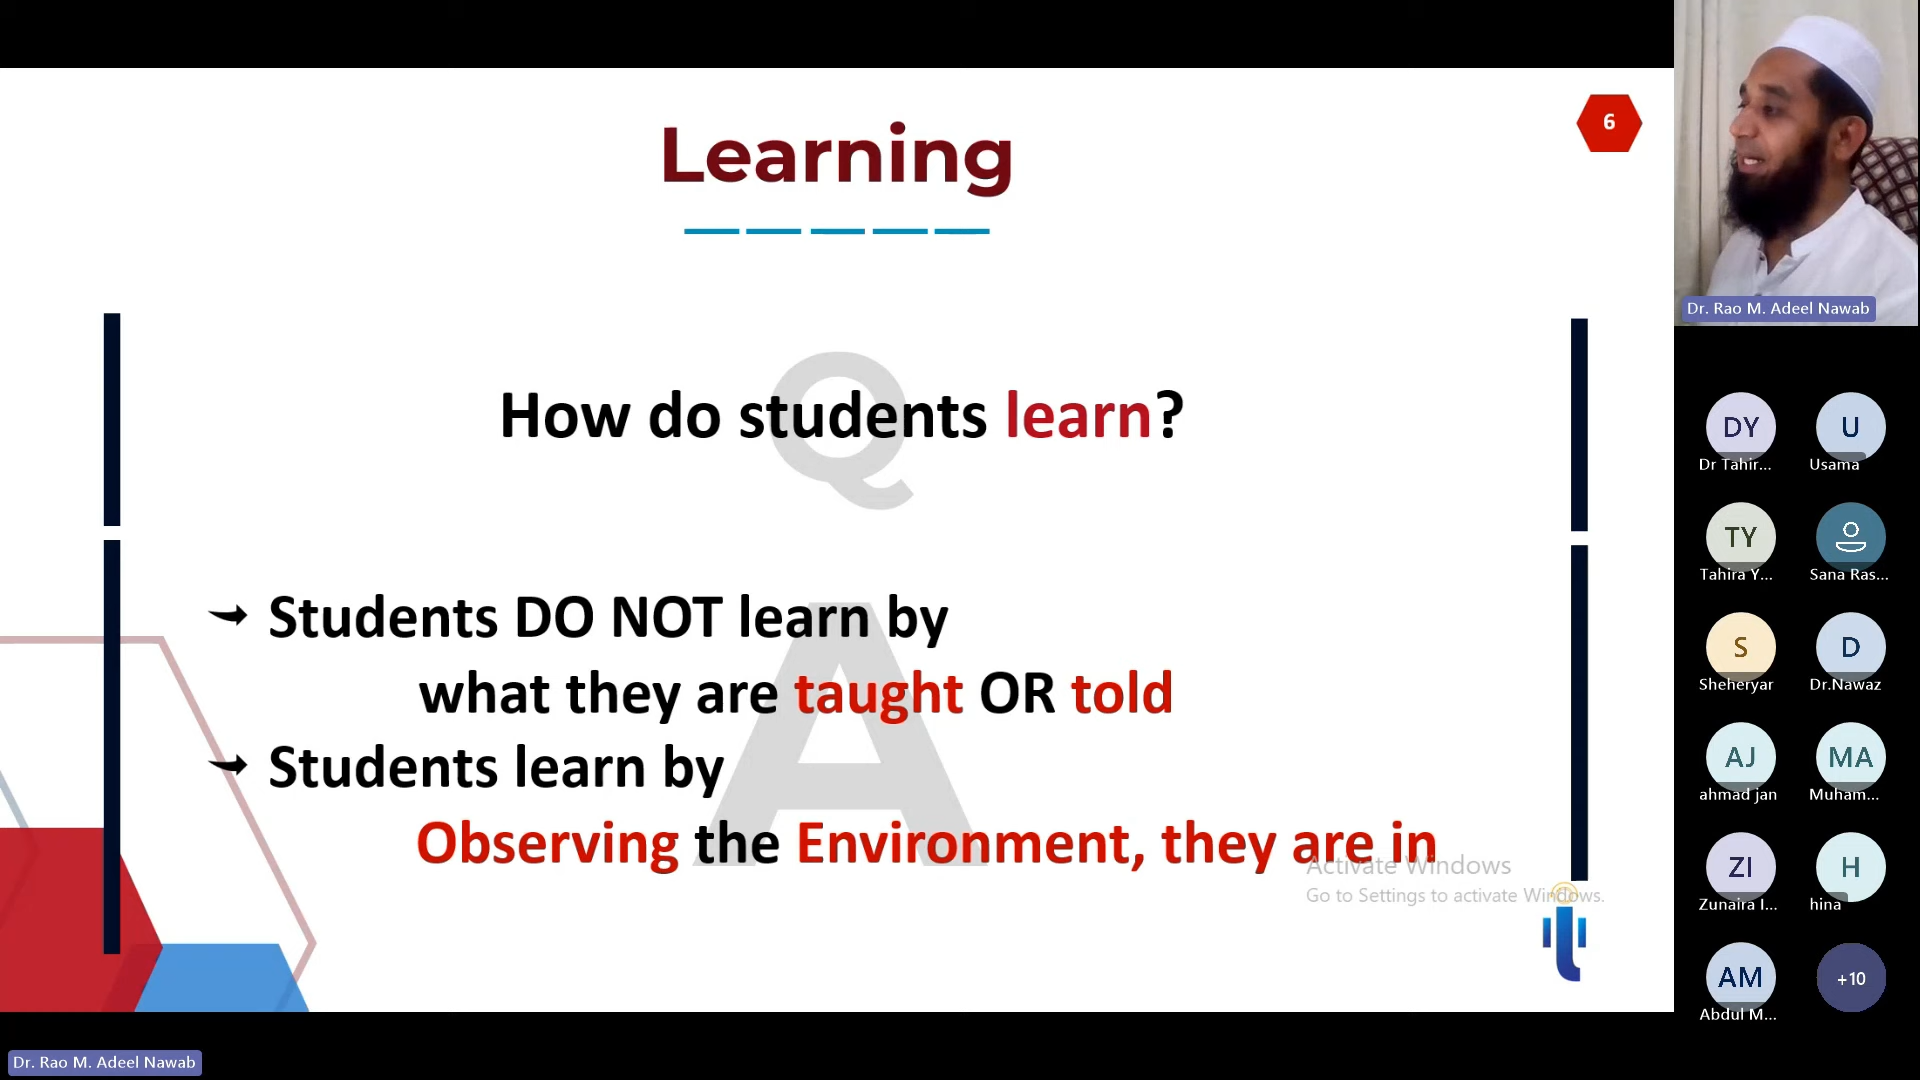 Learning
6
Q
How do students learn?
A
Students DO NOT learn by
what they are taught OR told
Students learn by
Observing the Environment, they are in
Activate Windows
Go to Settings to activate Windows.
Dr. Rao M. Adeel Nawab
DY
Dr Tahir...
U
Usama
TY
Tahira Y...
Sana Ras...
S
Sheheryar
D
Dr.Nawaz
AJ
ahmad jan
MA
Muham...
ZI
Zunaira I...
H
hina
AM
Abdul M...
+10
Dr. Rao M. Adeel Nawab